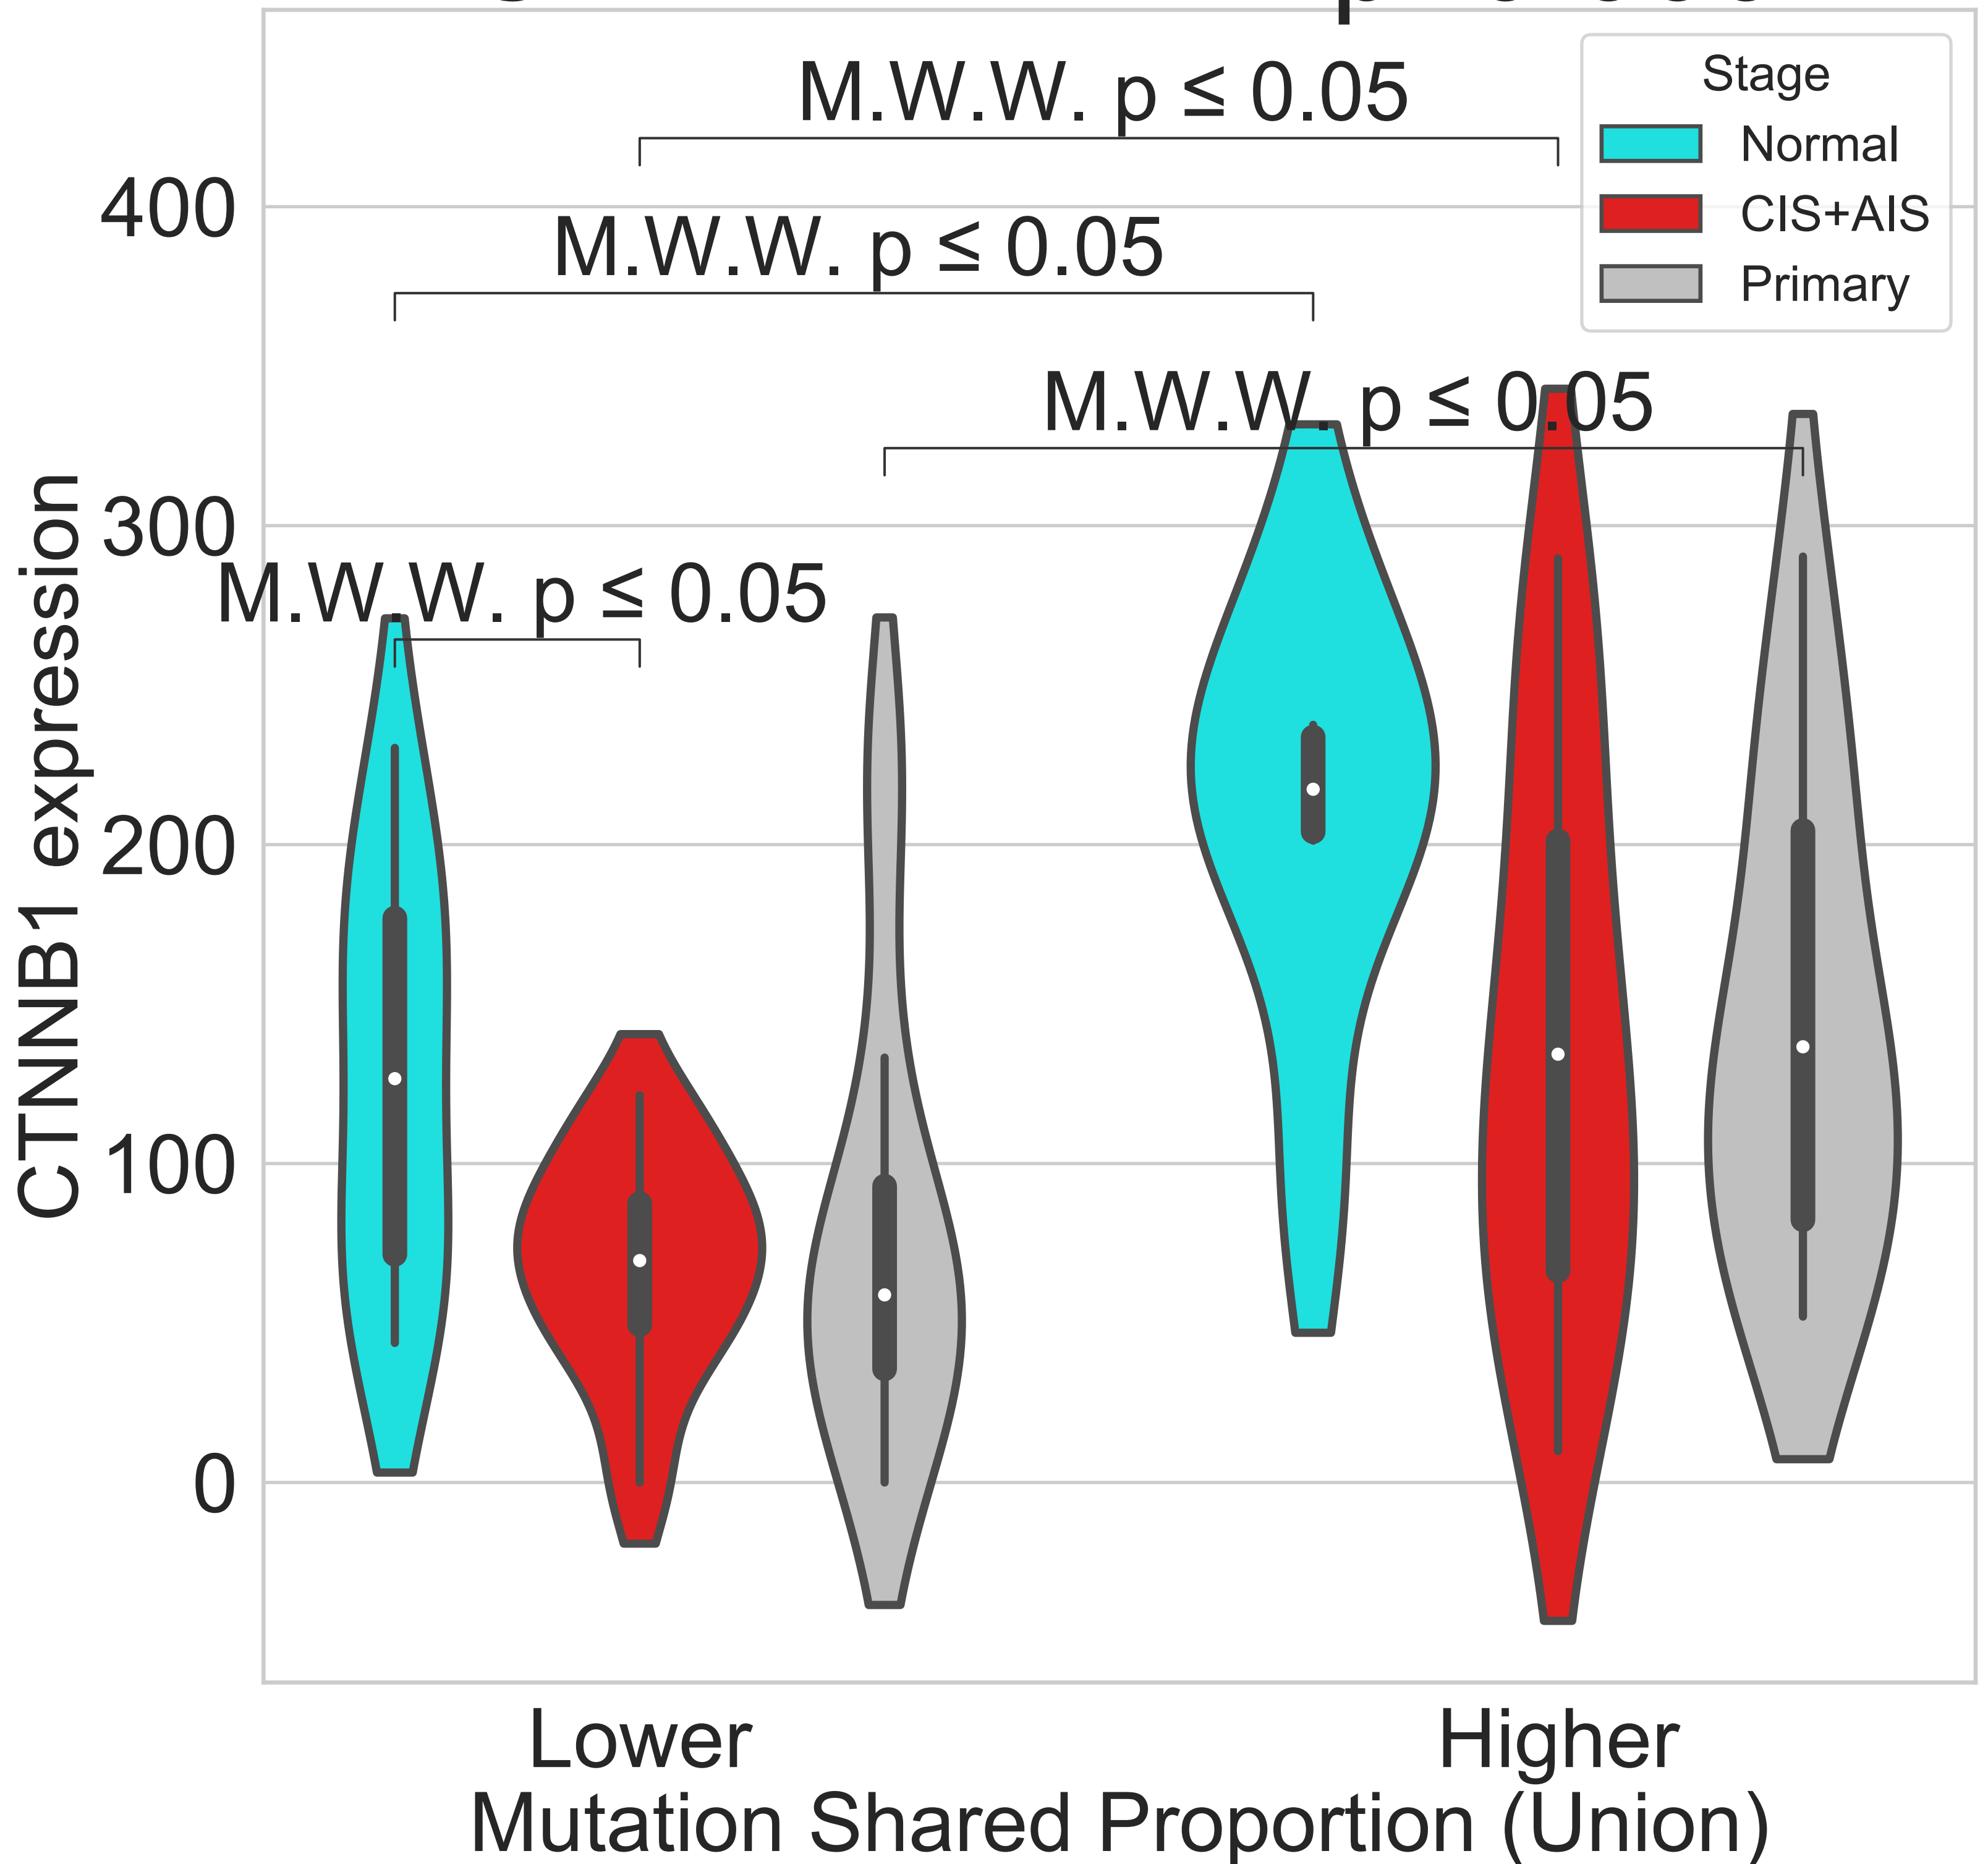 M.W.W. p ≤ 0.05
Stage
Normal
CIS+AIS
Primary
M.W.W. p ≤ 0.05
M.W.W. p ≤ 0.05
M.W.W. p ≤ 0.05
400
300
200
100
0
CTNNB1 expression
Lower
Higher
Mutation Shared Proportion (Union)